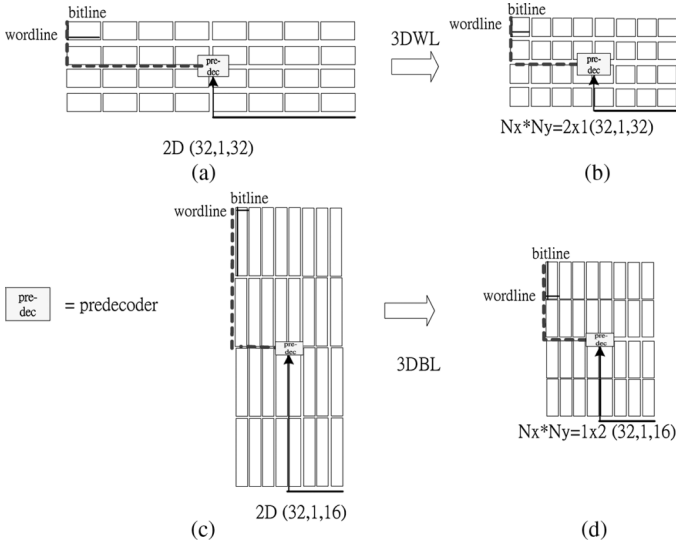 bitline
wordline
pre-
dec
2D (32,1,32)
(a)
3DWL
bitline
wordline
pre-
dec
Nx*Ny=2x1(32,1,32)
(b)
bitline
wordline
pre-
dec
2D (32,1,16)
(c)
pre-
dec
= predecoder
3DBL
bitline
wordline
pre-
dec
Nx*Ny=1x2 (32,1,16)
(d)